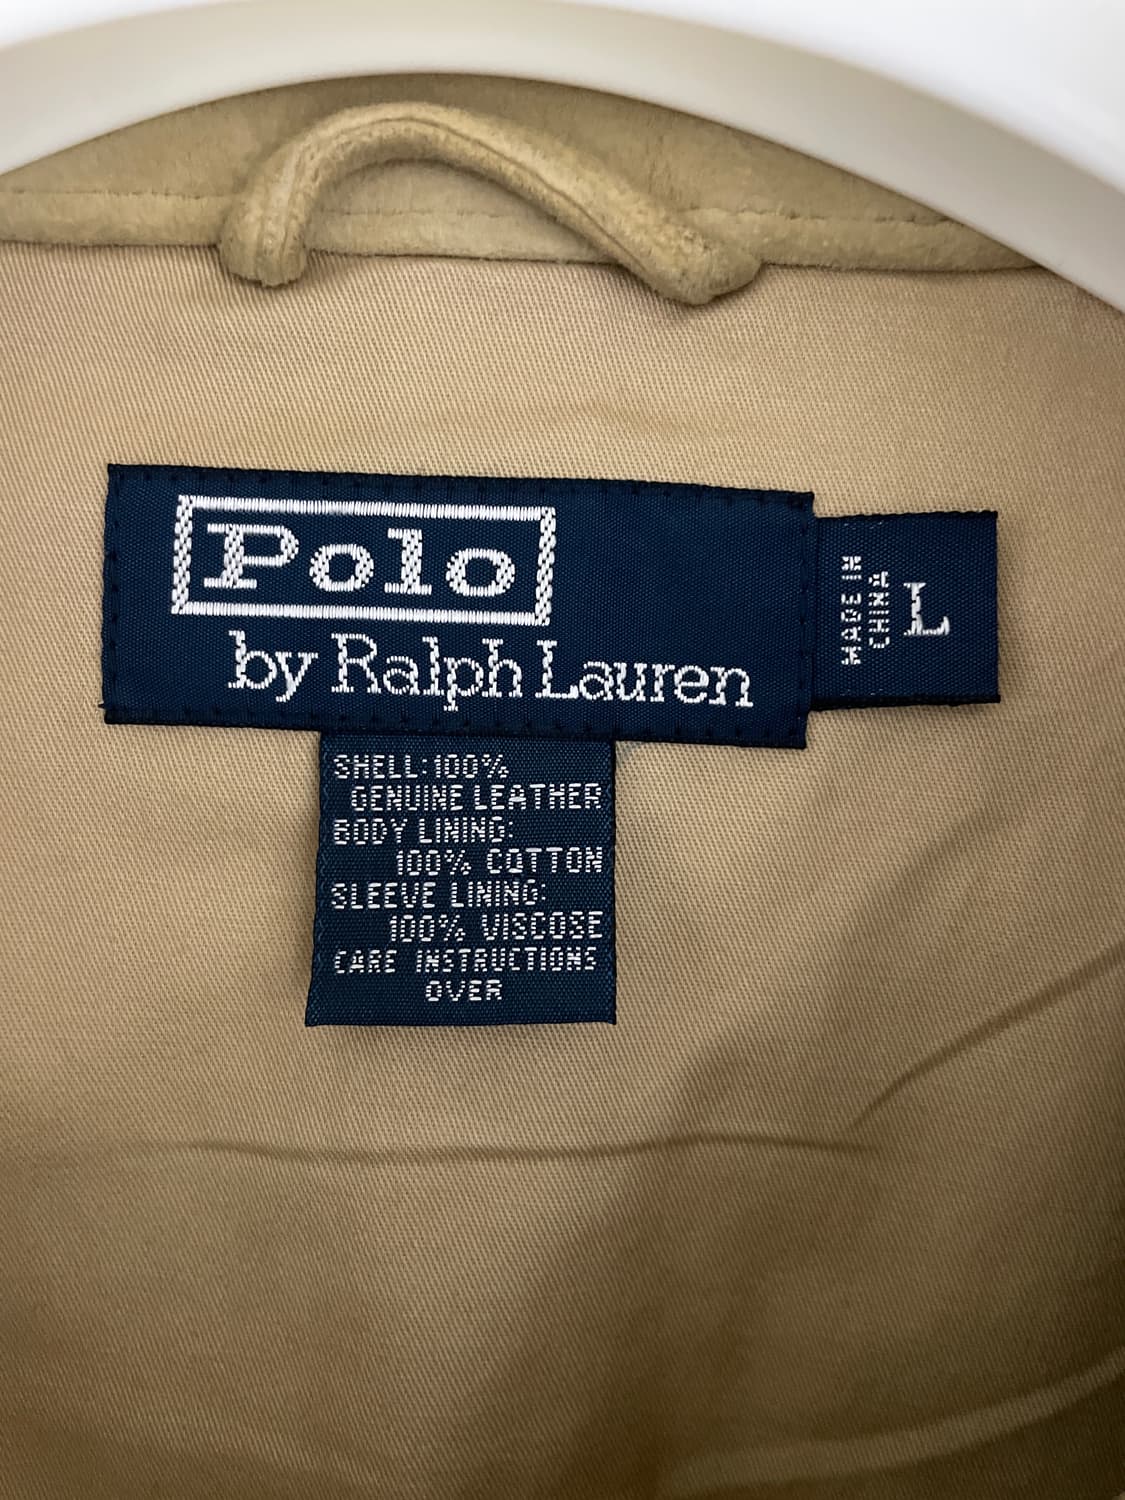 Polo
by Ralph Lauren
MADE IN
CHINA
L
SHELL:100%
GENUINE LEATHER
BODY LINING:
100% COTTON
SLEEVE LINING:
100% VISCOSE
CARE INSTRUCTIONS
OVER